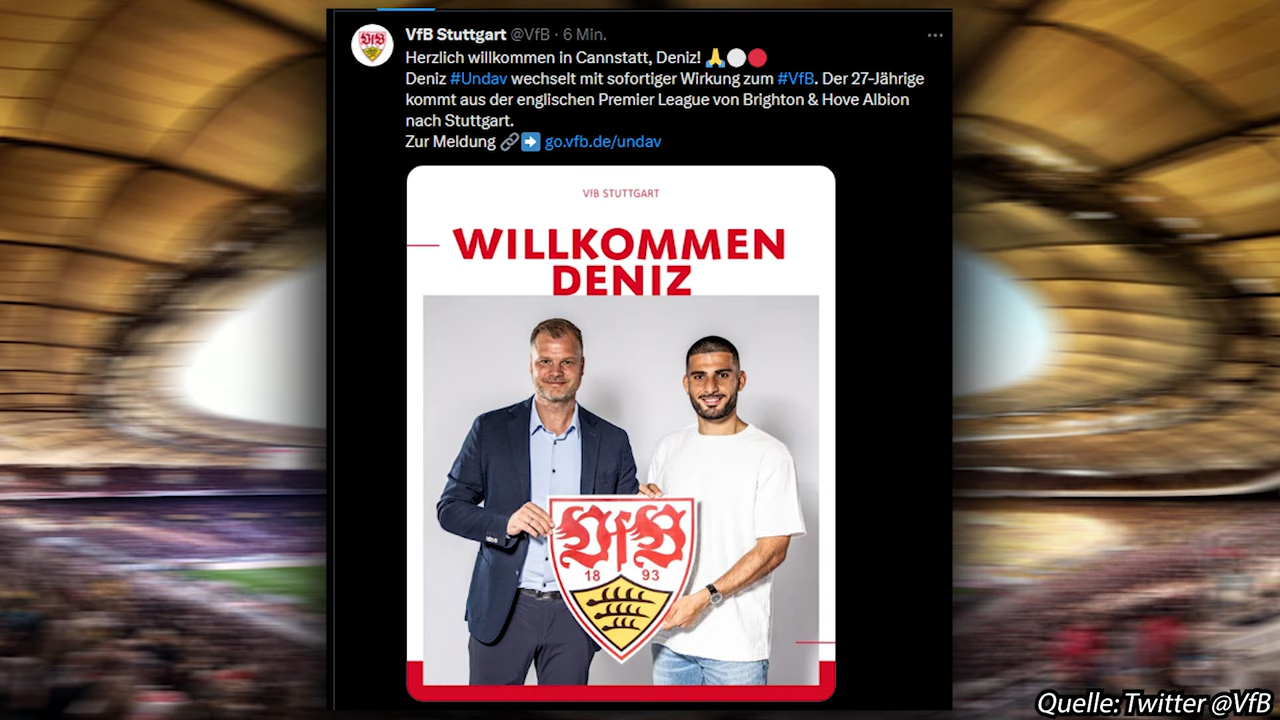 VfB Stuttgart @VfB · 6 Min.
Herzlich willkommen in Cannstatt, Deniz! 🙏⚪🔴
Deniz #Undav wechselt mit sofortiger Wirkung zum #VfB. Der 27-Jährige
kommt aus der englischen Premier League von Brighton & Hove Albion
nach Stuttgart.
Zur Meldung 🔗➡️ go.vfb.de/undav
VfB STUTTGART
WILLKOMMEN
DENIZ
VfB
18 93
Quelle: Twitter @VfB